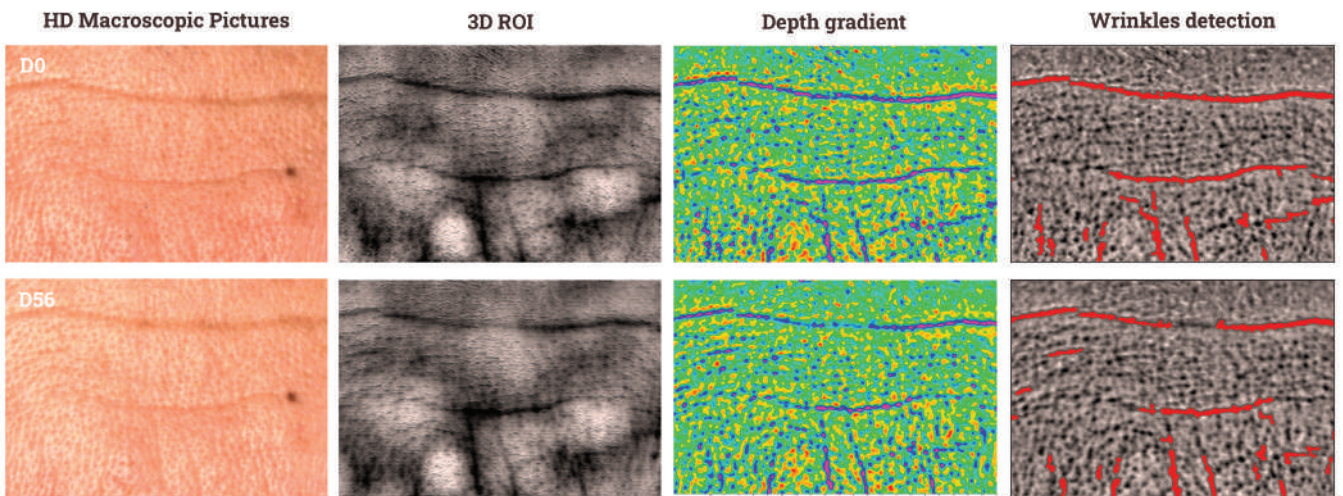 HD Macroscopic Pictures
3D ROI
Depth gradient
Wrinkles detection
D0
D56